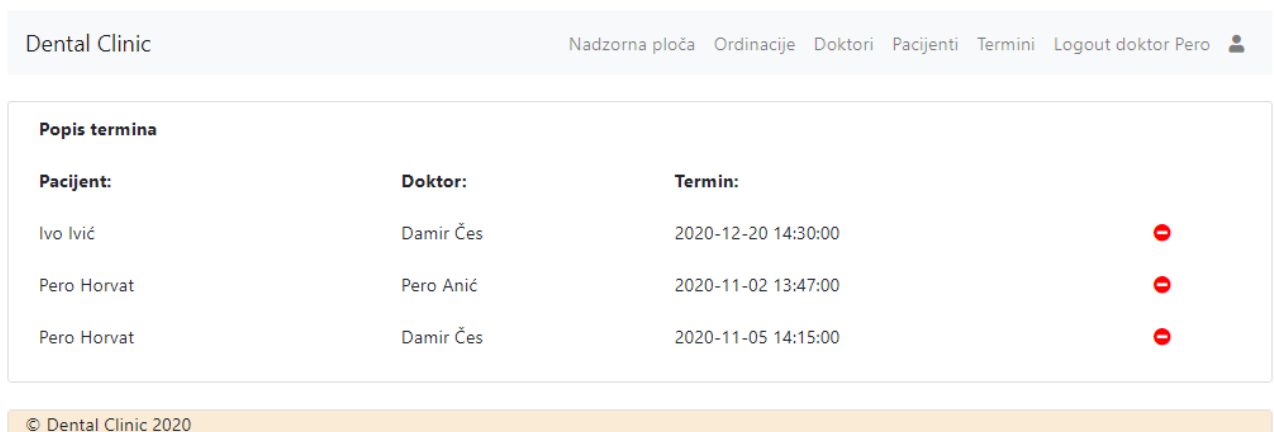 Dental Clinic Nadzorna ploča Ordinacije Doktori Pacijenti Termini Logout doktor Pero
Popis termina
Pacijent: Doktor: Termin:
Ivo Ivić Damir Čes 2020-12-20 14:30:00
Pero Horvat Pero Anić 2020-11-02 13:47:00
Pero Horvat Damir Čes 2020-11-05 14:15:00
© Dental Clinic 2020